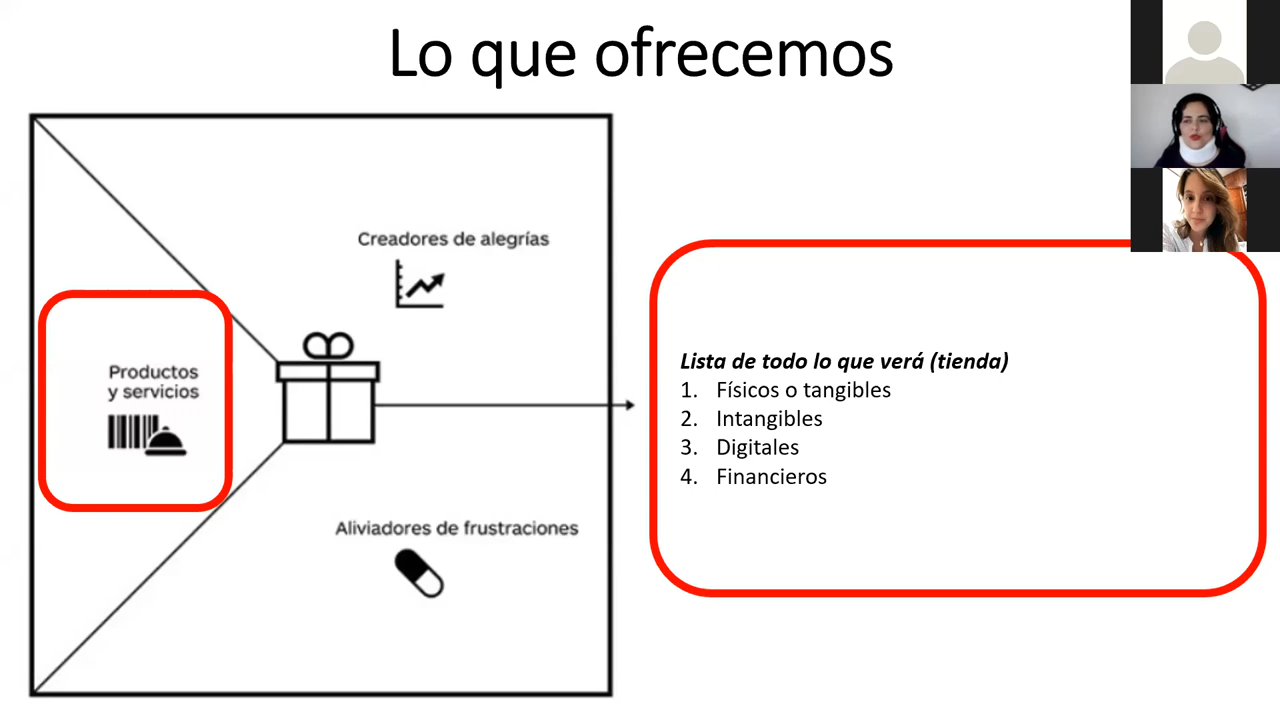 Lo que ofrecemos
Creadores de alegrías
Productos
y servicios
Aliviadores de frustraciones
Lista de todo lo que verá (tienda)
1. Físicos o tangibles
2. Intangibles
3. Digitales
4. Financieros